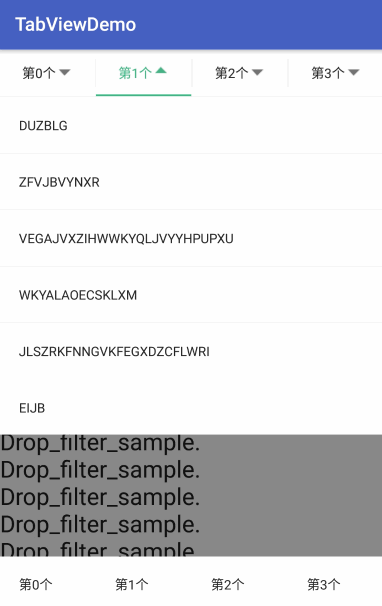 TabViewDemo
第0个 第1个 第2个 第3个
DUZBLG
ZFVJBVYNXR
VEGAJVXZIHWWKYQLJVYYHPUPXU
WKYALAOECSKLXM
JLSZRKFNNGVKFEGXDZCFLWRI
EIJB
Drop_filter_sample.
Drop_filter_sample.
Drop_filter_sample.
Drop_filter_sample.
Drop_filter_sample.
第0个 第1个 第2个 第3个